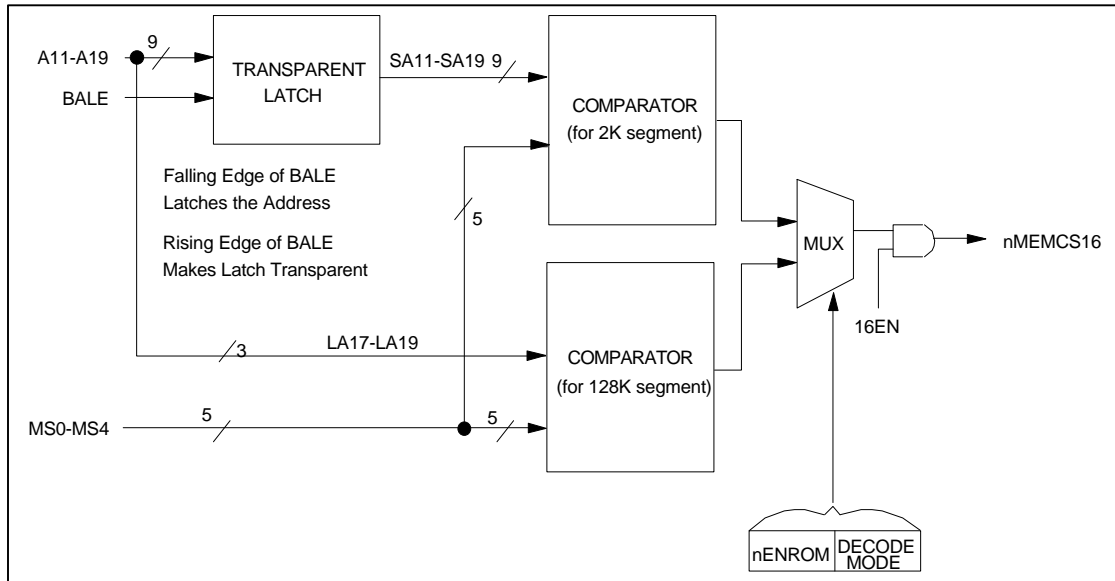 A11-A19
9
BALE
TRANSPARENT
LATCH
SA11-SA19 9
COMPARATOR
(for 2K segment)
Falling Edge of BALE
Latches the Address
Rising Edge of BALE
Makes Latch Transparent
5
MUX
nMEMCS16
16EN
3
LA17-LA19
COMPARATOR
(for 128K segment)
MS0-MS4
5
5
nENROM
DECODE
MODE